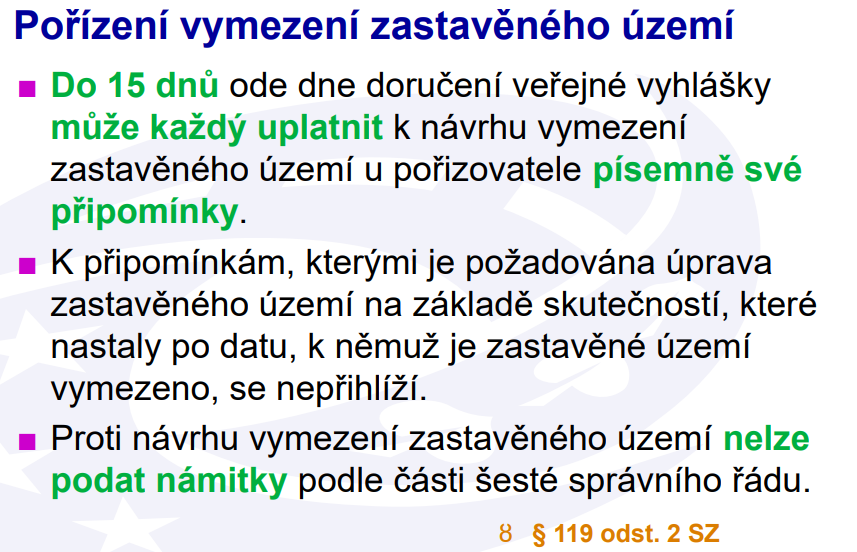 Pořízení vymezení zastavěného území
Do 15 dnů ode dne doručení veřejné vyhlášky
může každý uplatnit k návrhu vymezení
zastavěného území u pořizovatele písemně své
připomínky.
K připomínkám, kterými je požadována úprava
zastavěného území na základě skutečností, které
nastaly po datu, k němuž je zastavěné území
vymezeno, se nepřihlíží.
Proti návrhu vymezení zastavěného území nelze
podat námitky podle části šesté správního řádu.
8 § 119 odst. 2 SZ